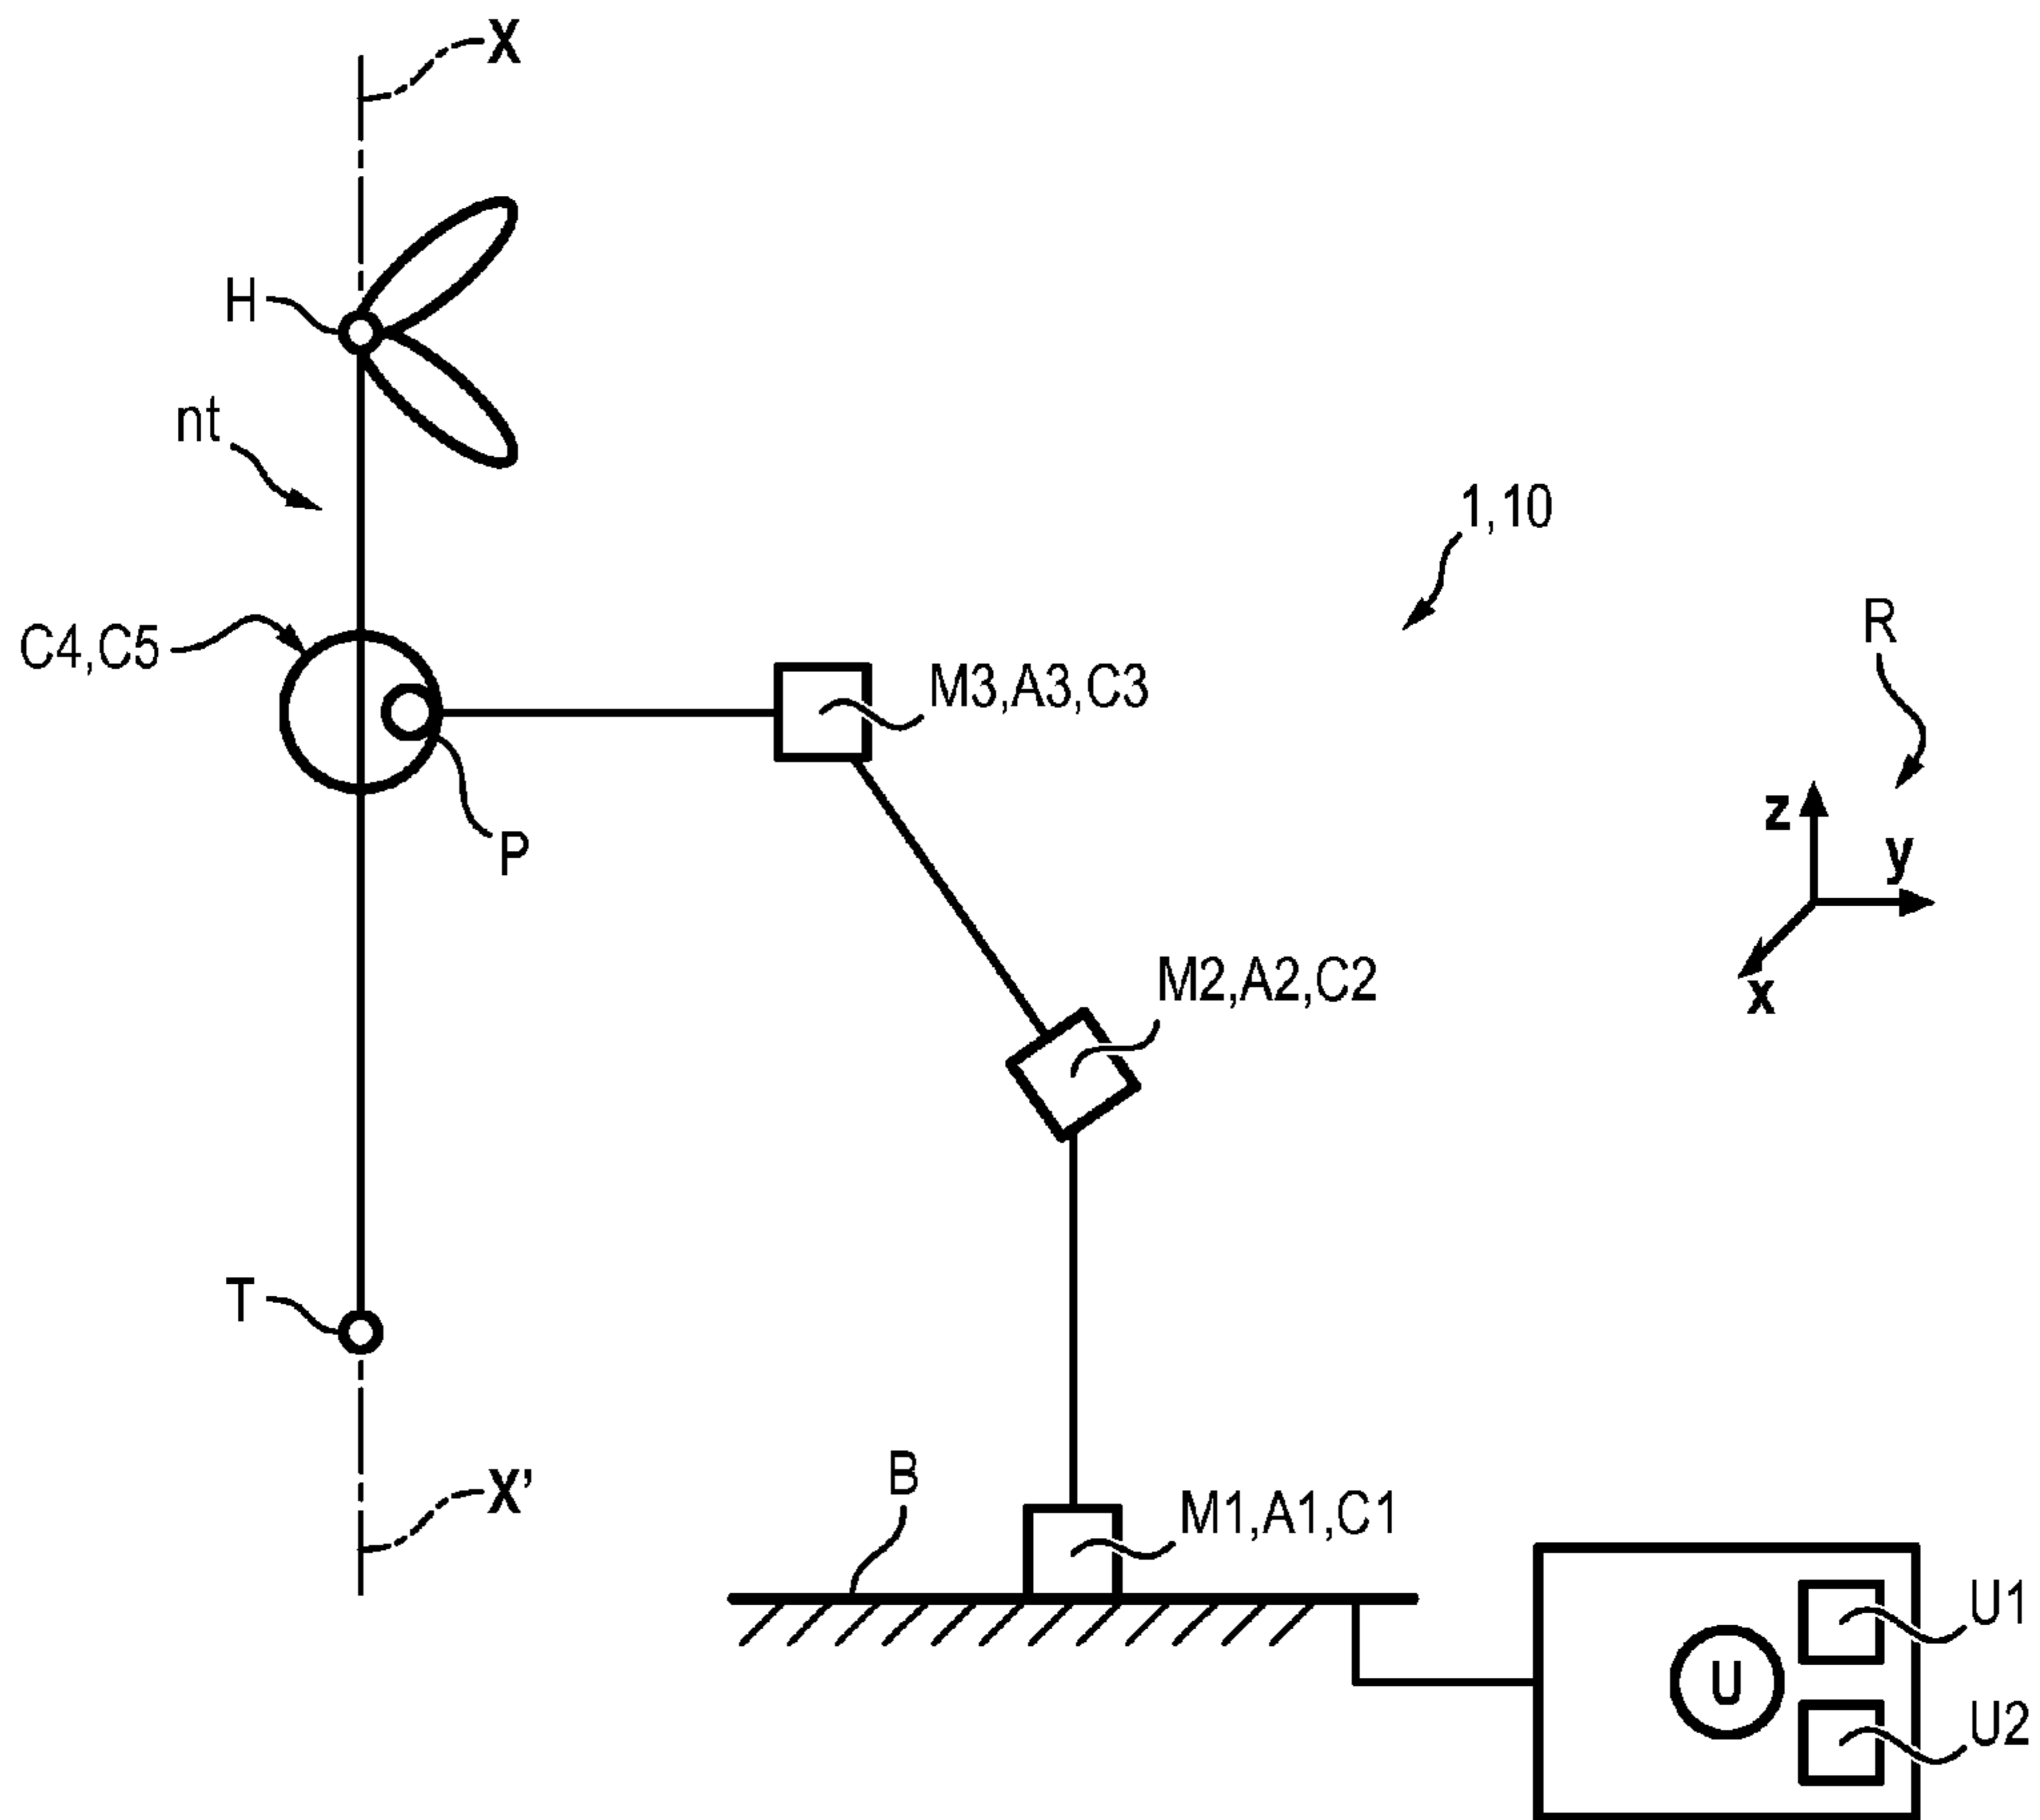 X
H
nt
1,10
C4,C5
M3,A3,C3
R
P
z
y
x
M2,A2,C2
T
X'
B
M1,A1,C1
U
U1
U2